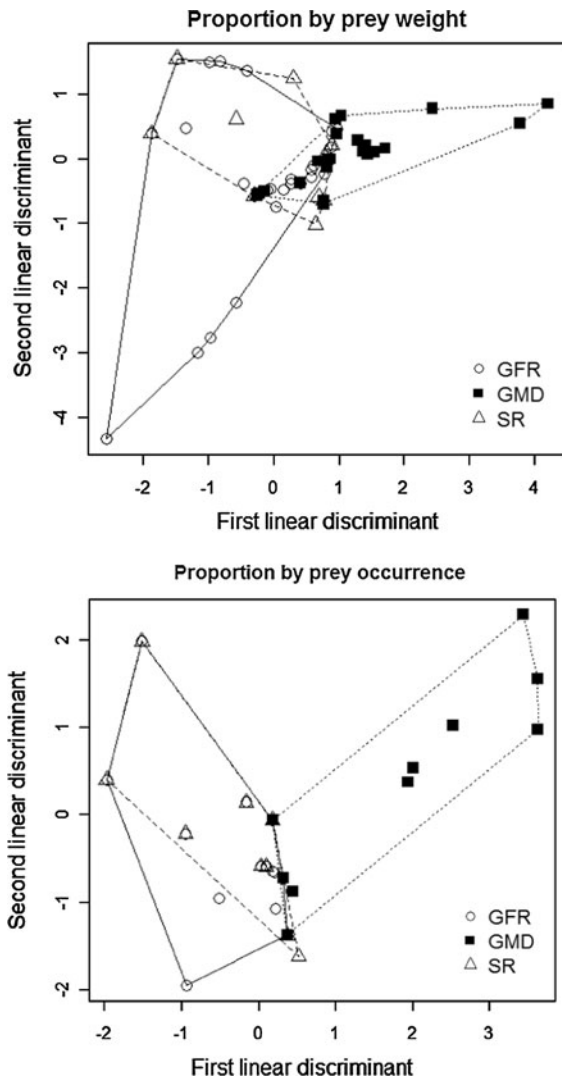 Proportion by prey weight
Second linear discriminant
1
0
-1
-2
-3
-4
GFR
GMD
SR
-2 -1 0 1 2 3 4
First linear discriminant
Proportion by prey occurrence
Second linear discriminant
2
1
0
-1
-2
GFR
GMD
SR
-2 -1 0 1 2 3
First linear discriminant